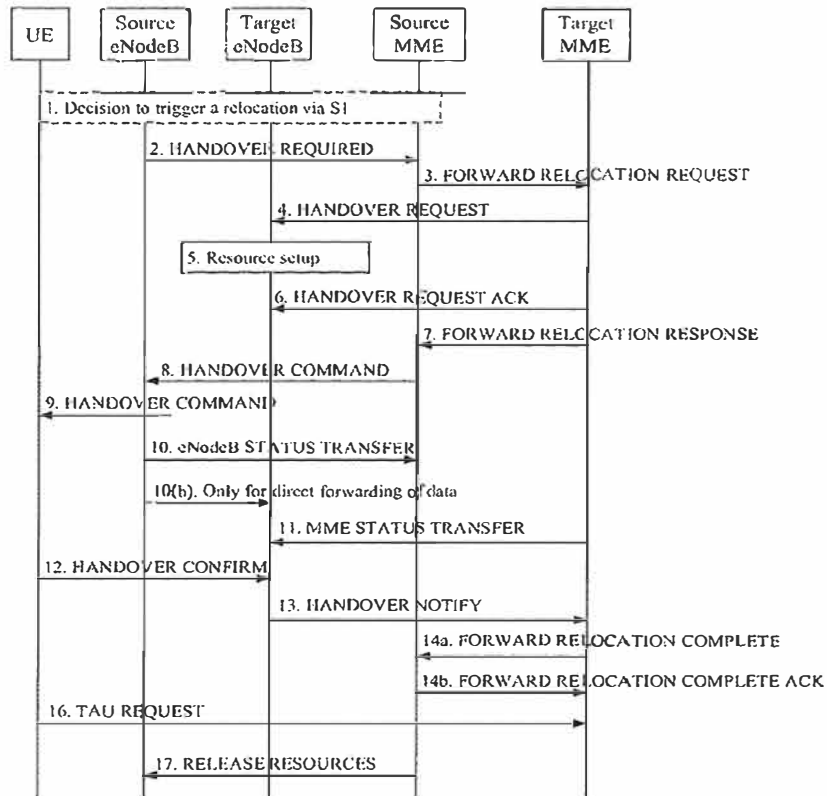 UE
Source
eNodeB
Target
eNodeB
Source
MME
Target
MME
1. Decision to trigger a relocation via S1
2. HANDOVER REQUIRED
3. FORWARD RELOCATION REQUEST
4. HANDOVER REQUEST
5. Resource setup
6. HANDOVER REQUEST ACK
7. FORWARD RELOCATION RESPONSE
8. HANDOVER COMMAND
9. HANDOVER COMMAND
10. eNodeB STATUS TRANSFER
10(b). Only for direct forwarding of data
11. MME STATUS TRANSFER
12. HANDOVER CONFIRM
13. HANDOVER NOTIFY
14a. FORWARD RELOCATION COMPLETE
14b. FORWARD RELOCATION COMPLETE ACK
16. TAU REQUEST
17. RELEASE RESOURCES